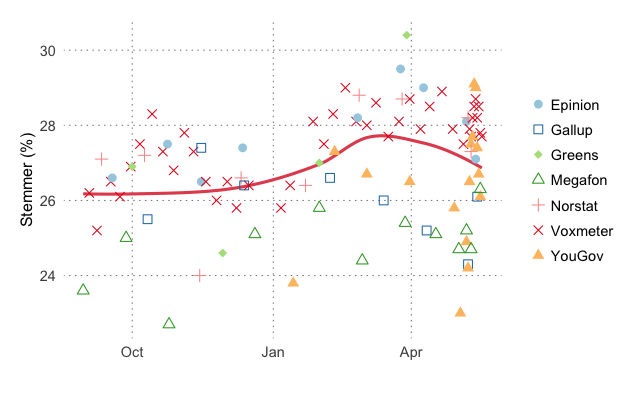 30
28
26
24
Stemmer (%)
Oct
Jan
Apr
Epinion
Gallup
Greens
Megafon
Norstat
Voxmeter
YouGov